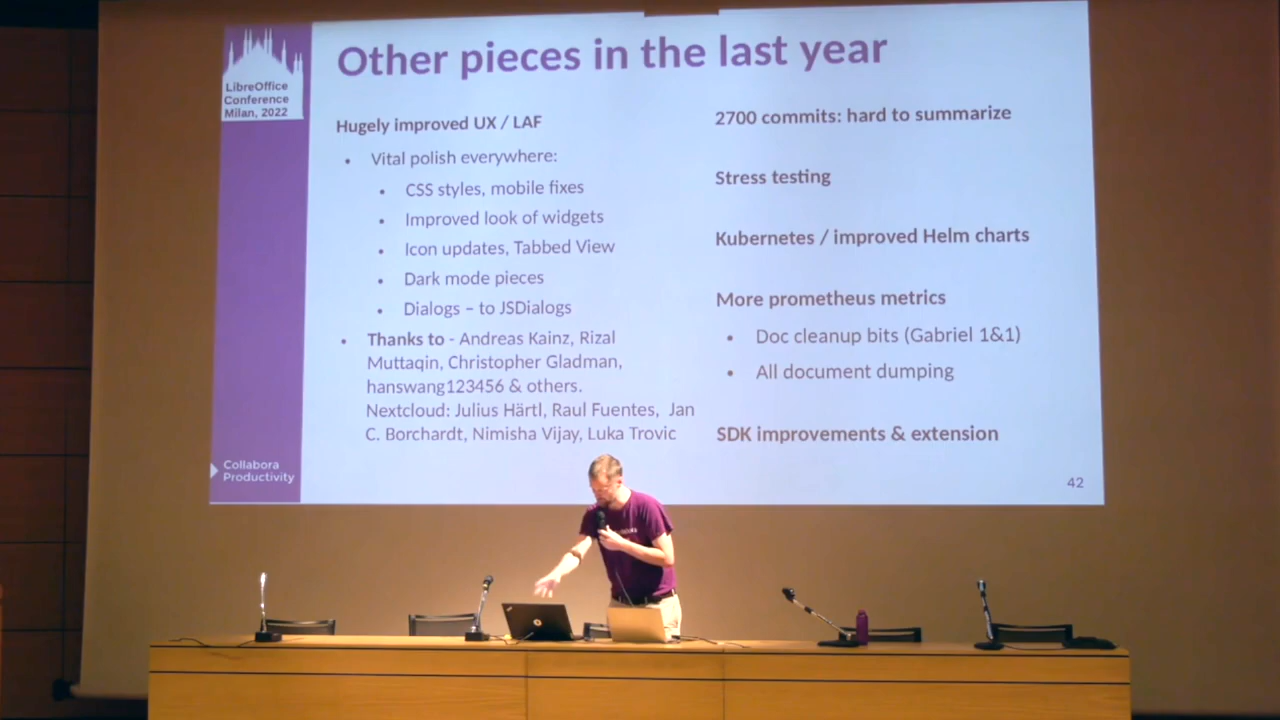 Other pieces in the last year
LibreOffice
Conference
Milan, 2022
Hugely improved UX / LAF
• Vital polish everywhere:
• CSS styles, mobile fixes
• Improved look of widgets
• Icon updates, Tabbed View
• Dark mode pieces
• Dialogs – to JSDialogs
• Thanks to - Andreas Kainz, Rizal
Muttaqin, Christopher Gladman,
hanswang123456 & others.
Nextcloud: Julius Härtl, Raul Fuentes, Jan
C. Borchardt, Nimisha Vijay, Luka Trovic
2700 commits: hard to summarize
Stress testing
Kubernetes / improved Helm charts
More prometheus metrics
• Doc cleanup bits (Gabriel 1&1)
• All document dumping
SDK improvements & extension
Collabora
Productivity
42